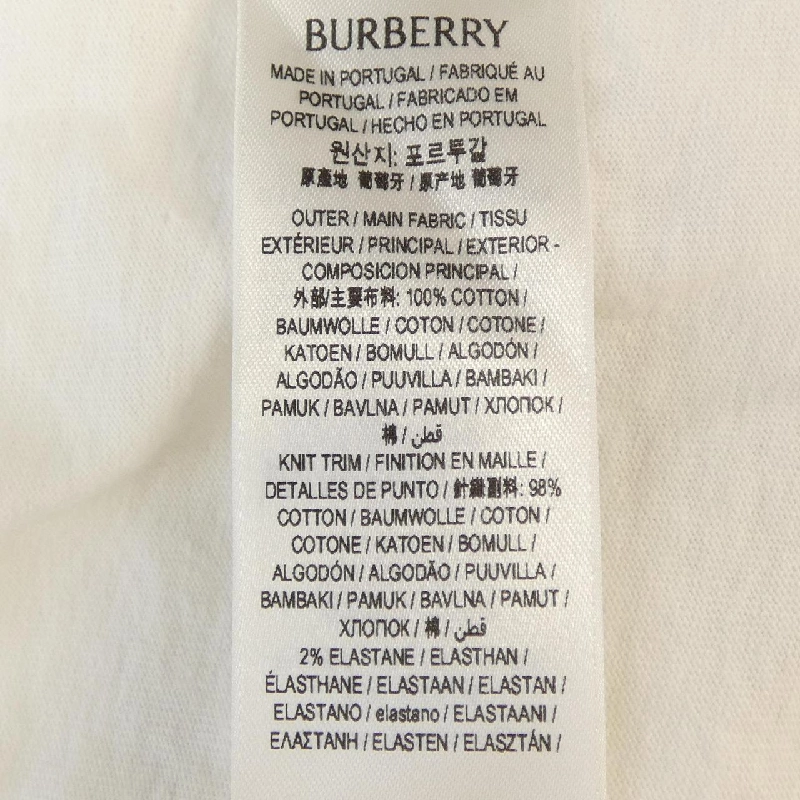 BURBERRY
MADE IN PORTUGAL / FABRIQUÉ AU
PORTUGAL / FABRICADO EM
PORTUGAL / HECHO EN PORTUGAL
원산지: 포르투갈
原產地 葡萄牙 / 原产地 葡萄牙
OUTER / MAIN FABRIC / TISSU
EXTÉRIEUR / PRINCIPAL / EXTERIOR -
COMPOSICION PRINCIPAL /
外部/主要布料: 100% COTTON /
BAUMWOLLE / COTON / COTONE /
KATOEN / BOMULL / ALGODÓN /
ALGODÃO / PUUVILLA / BAMBAKI /
PAMUK / BAVLNA / PAMUT / ХЛОПОК /
棉 / قطن
KNIT TRIM / FINITION EN MAILLE /
DETALLES DE PUNTO / 針織副料: 98%
COTTON / BAUMWOLLE / COTON /
COTONE / KATOEN / BOMULL /
ALGODÓN / ALGODÃO / PUUVILLA /
BAMBAKI / PAMUK / BAVLNA / PAMUT /
ХЛОПОК / 棉 / قطن
2% ELASTANE / ELASTHAN /
ÉLASTHANE / ELASTAAN / ELASTAN /
ELASTANO / elastano / ELASTAANI /
ΕΛΑΣΤΑΝΗ / ELASTEN / ELASZTÁN /